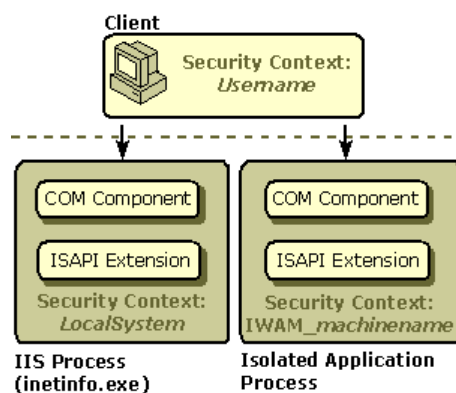 Client
Security Context:
Username
COM Component
ISAPI Extension
Security Context:
LocalSystem
IIS Process
(inetinfo.exe)
COM Component
ISAPI Extension
Security Context:
IWAM_machinename
Isolated Application
Process